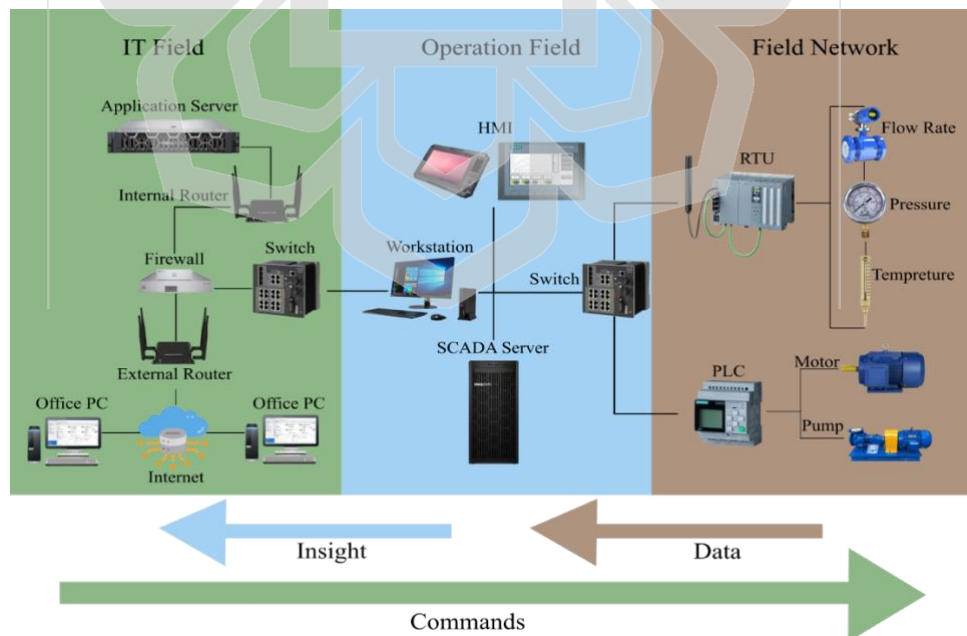 IT Field
Operation Field
Field Network
Application Server
HMI
Flow Rate
RTU
Internal Router
Pressure
Workstation
Switch
Firewall
Switch
Tempreture
SCADA Server
External Router
PLC
Motor
Office PC
Office PC
Pump
Internet
Insight
Data
Commands